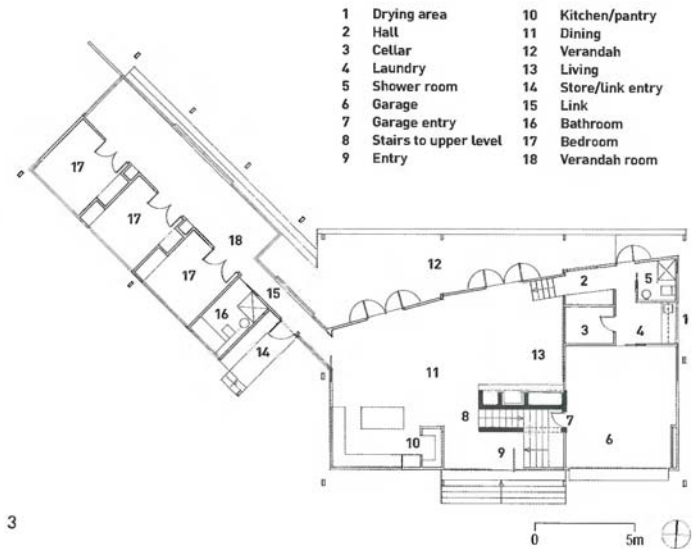 1 Drying area
2 Hall
3 Cellar
4 Laundry
5 Shower room
6 Garage
7 Garage entry
8 Stairs to upper level
9 Entry
10 Kitchen/pantry
11 Dining
12 Verandah
13 Living
14 Store/link entry
15 Link
16 Bathroom
17 Bedroom
18 Verandah room
17
17
18
17
12
15
2
5
16
3
4
1
14
13
11
8
7
10
9
6
3
0 5m